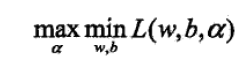 max min L(w,b,α)
α w,b